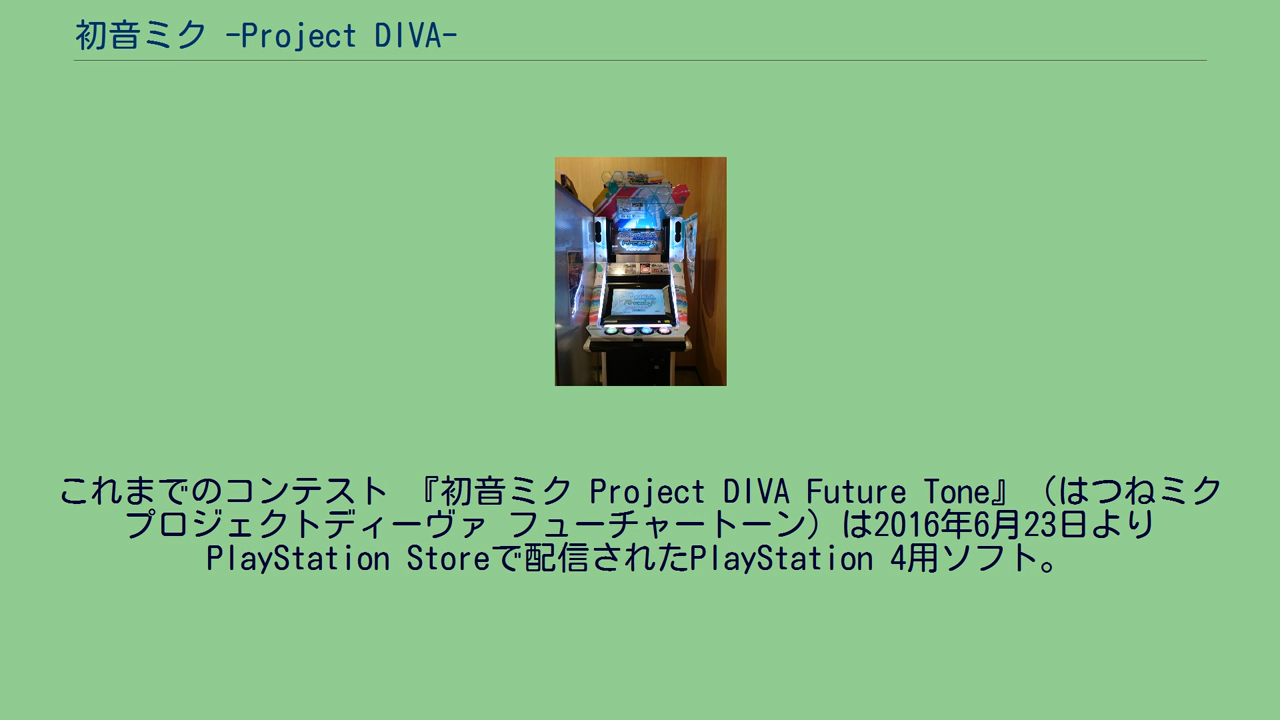 初音ミク -Project DIVA-
これまでのコンテスト 『初音ミク Project DIVA Future Tone』（はつねミク
プロジェクトディーヴァ フューチャートーン）は2016年6月23日より
PlayStation Storeで配信されたPlayStation 4用ソフト。